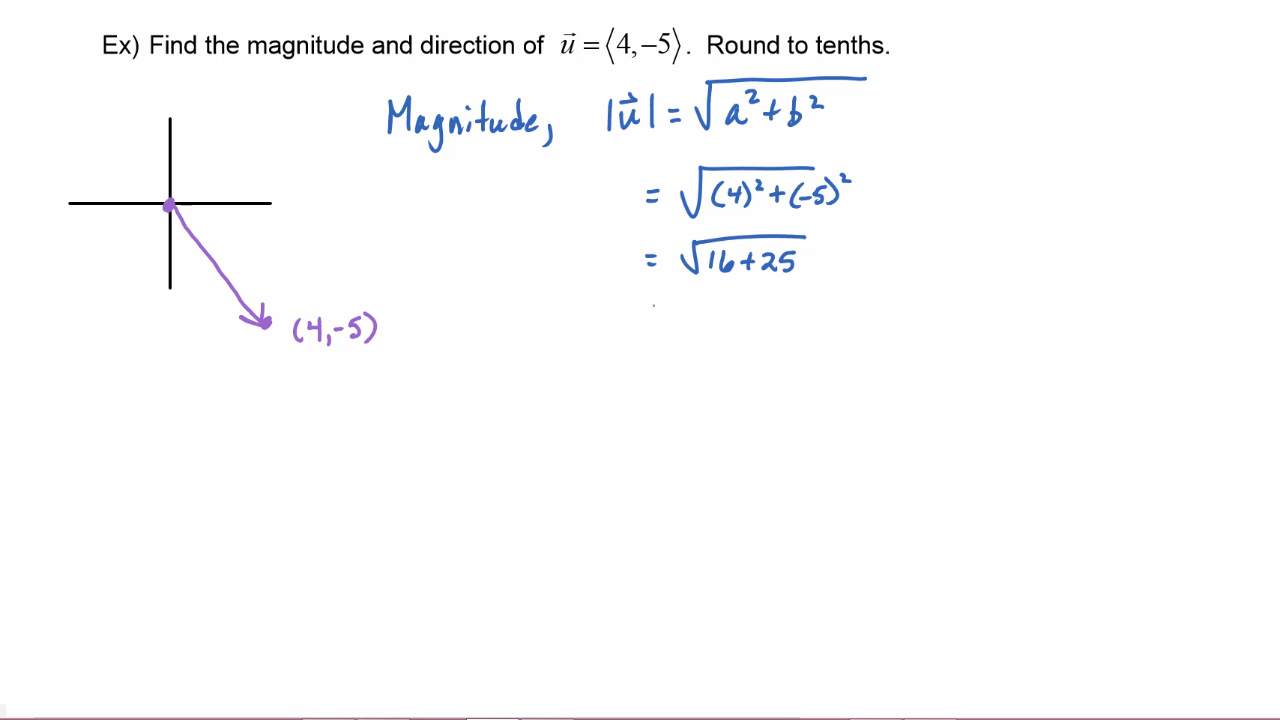 Ex) Find the magnitude and direction of u⃗ = ⟨4, −5⟩. Round to tenths.
Magnitude, |u⃗| = √(a² + b²)
= √((4)² + (-5)²)
= √(16 + 25)
(4, -5)